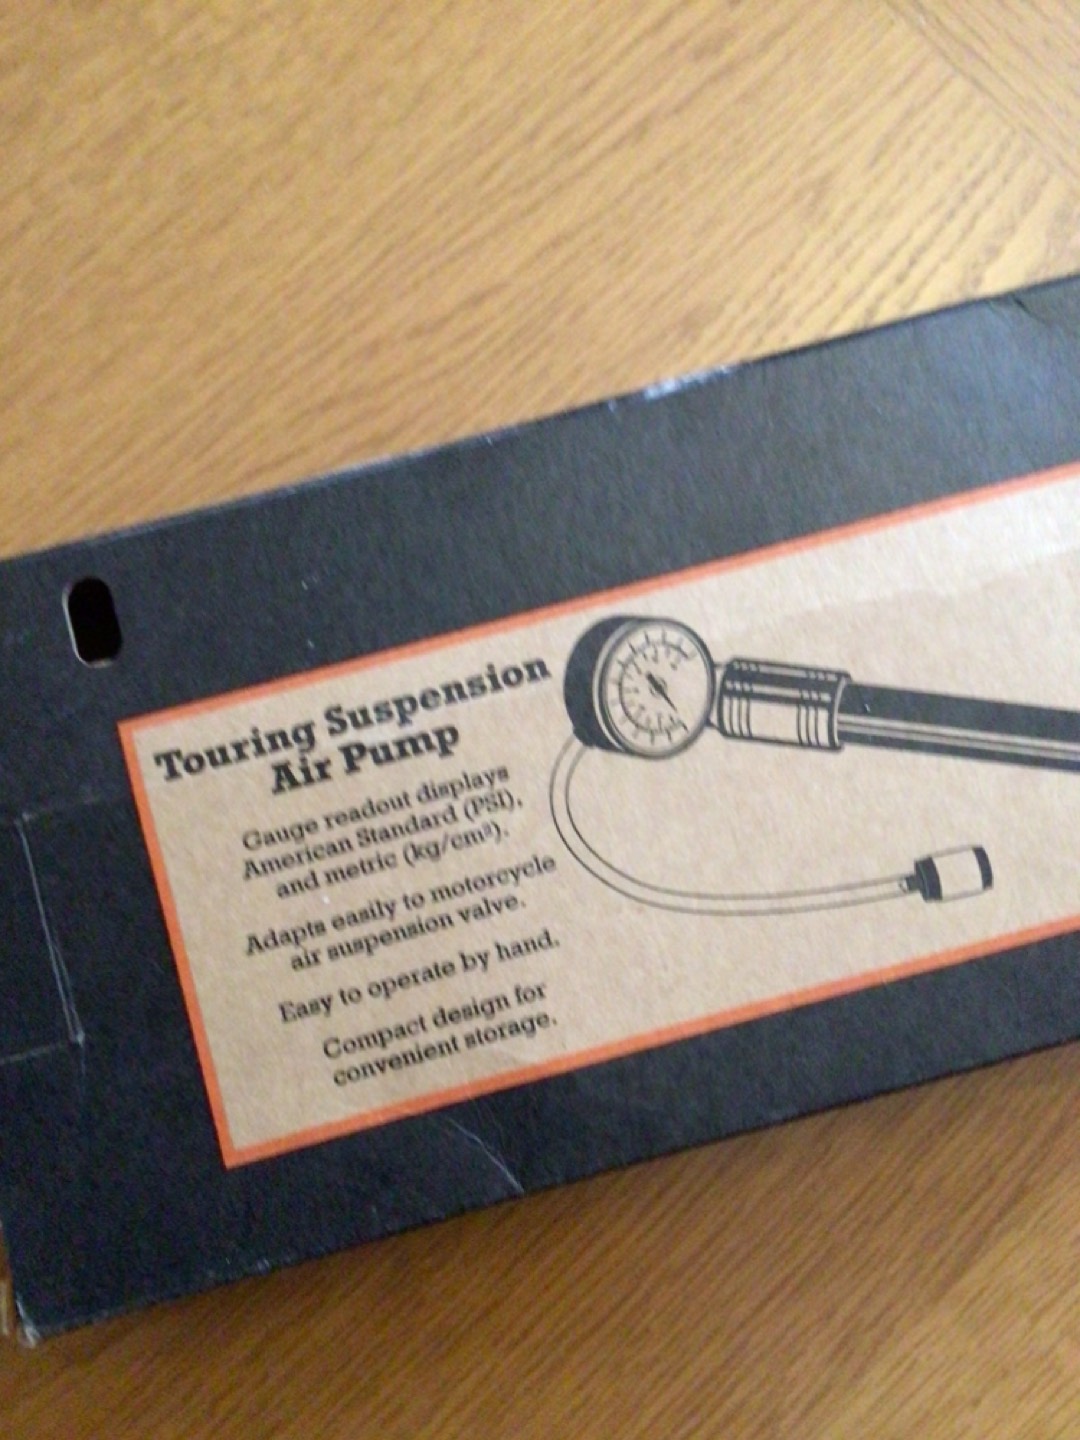 Touring Suspension
Air Pump
Gauge readout displays
American Standard (PSI),
and metric (kg/cm²).
Adapts easily to motorcycle
air suspension valve.
Easy to operate by hand.
Compact design for
convenient storage.